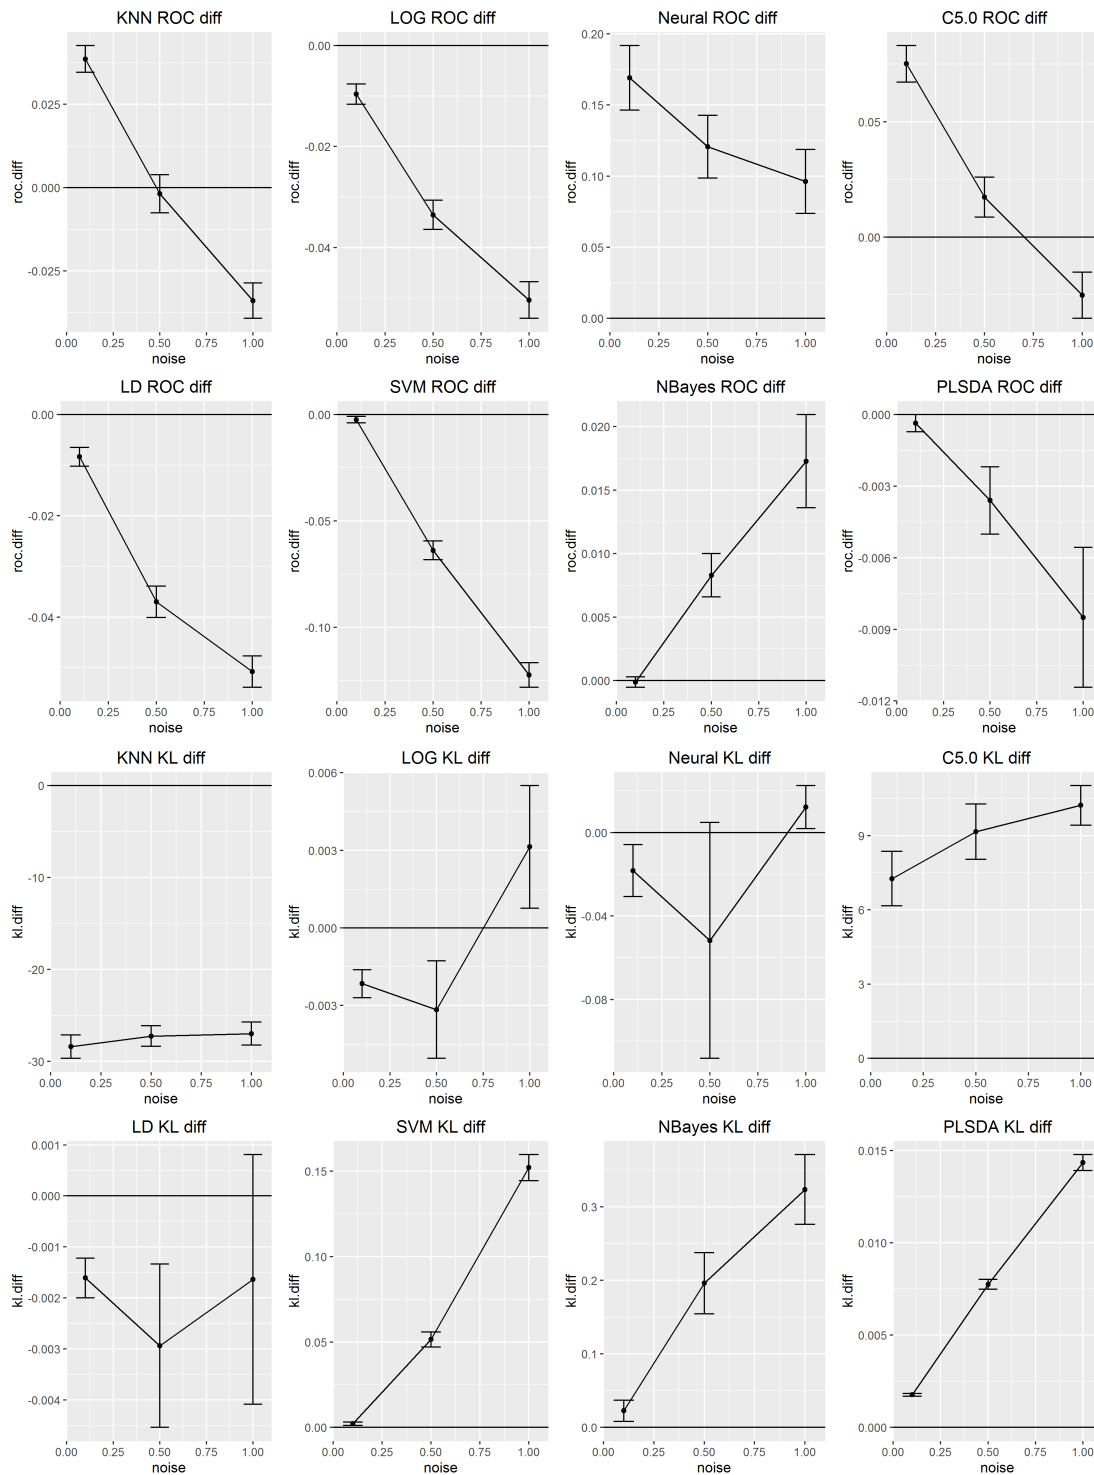 KNN ROC diff
roc.diff
0.025
0.000
-0.025
0.00 0.25 0.50 0.75 1.00
noise
LOG ROC diff
roc.diff
0.00
-0.02
-0.04
0.00 0.25 0.50 0.75 1.00
noise
Neural ROC diff
roc.diff
0.20
0.15
0.10
0.05
0.00
0.00 0.25 0.50 0.75 1.00
noise
C5.0 ROC diff
roc.diff
0.05
0.00
0.00 0.25 0.50 0.75 1.00
noise
LD ROC diff
roc.diff
0.00
-0.02
-0.04
0.00 0.25 0.50 0.75 1.00
noise
SVM ROC diff
roc.diff
0.00
-0.05
-0.10
0.00 0.25 0.50 0.75 1.00
noise
NBayes ROC diff
roc.diff
0.020
0.015
0.010
0.005
0.000
0.00 0.25 0.50 0.75 1.00
noise
PLSDA ROC diff
roc.diff
0.000
-0.003
-0.006
-0.009
-0.012
0.00 0.25 0.50 0.75 1.00
noise
KNN KL diff
kl.diff
0
-10
-20
-30
0.00 0.25 0.50 0.75 1.00
noise
LOG KL diff
kl.diff
0.006
0.003
0.000
-0.003
0.00 0.25 0.50 0.75 1.00
noise
Neural KL diff
kl.diff
0.00
-0.04
-0.08
0.00 0.25 0.50 0.75 1.00
noise
C5.0 KL diff
kl.diff
9
6
3
0
0.00 0.25 0.50 0.75 1.00
noise
LD KL diff
kl.diff
0.001
0.000
-0.001
-0.002
-0.003
-0.004
0.00 0.25 0.50 0.75 1.00
noise
SVM KL diff
kl.diff
0.15
0.10
0.05
0.00
0.00 0.25 0.50 0.75 1.00
noise
NBayes KL diff
kl.diff
0.3
0.2
0.1
0.0
0.00 0.25 0.50 0.75 1.00
noise
PLSDA KL diff
kl.diff
0.015
0.010
0.005
0.000
0.00 0.25 0.50 0.75 1.00
noise